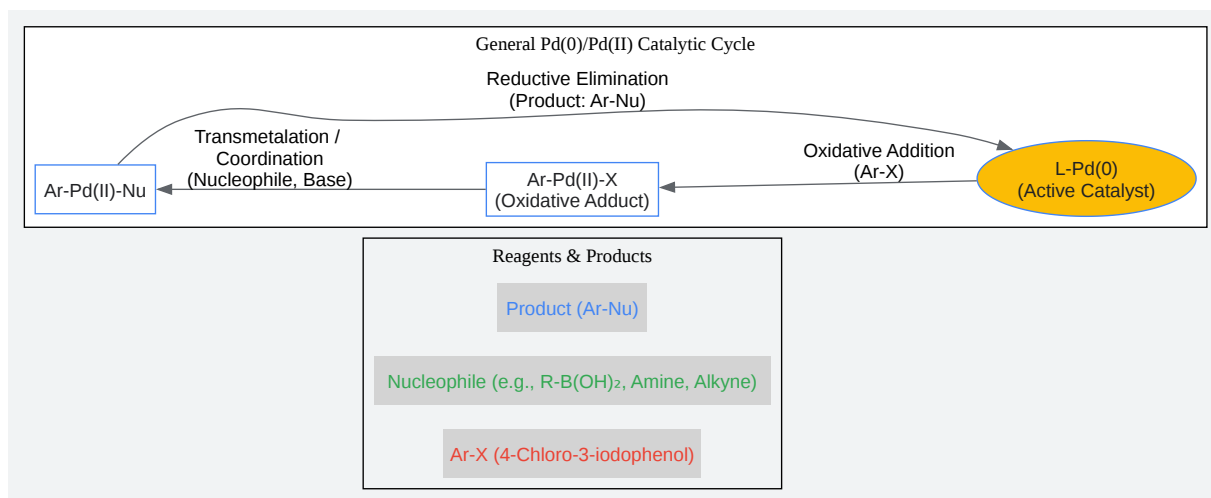 General Pd(0)/Pd(II) Catalytic Cycle
Reductive Elimination
(Product: Ar-Nu)
Transmetalation /
Coordination
(Nucleophile, Base)
Oxidative Addition
(Ar-X)
Ar-Pd(II)-Nu
Ar-Pd(II)-X
(Oxidative Adduct)
L-Pd(0)
(Active Catalyst)
Reagents & Products
Product (Ar-Nu)
Nucleophile (e.g., R-B(OH)₂, Amine, Alkyne)
Ar-X (4-Chloro-3-iodophenol)